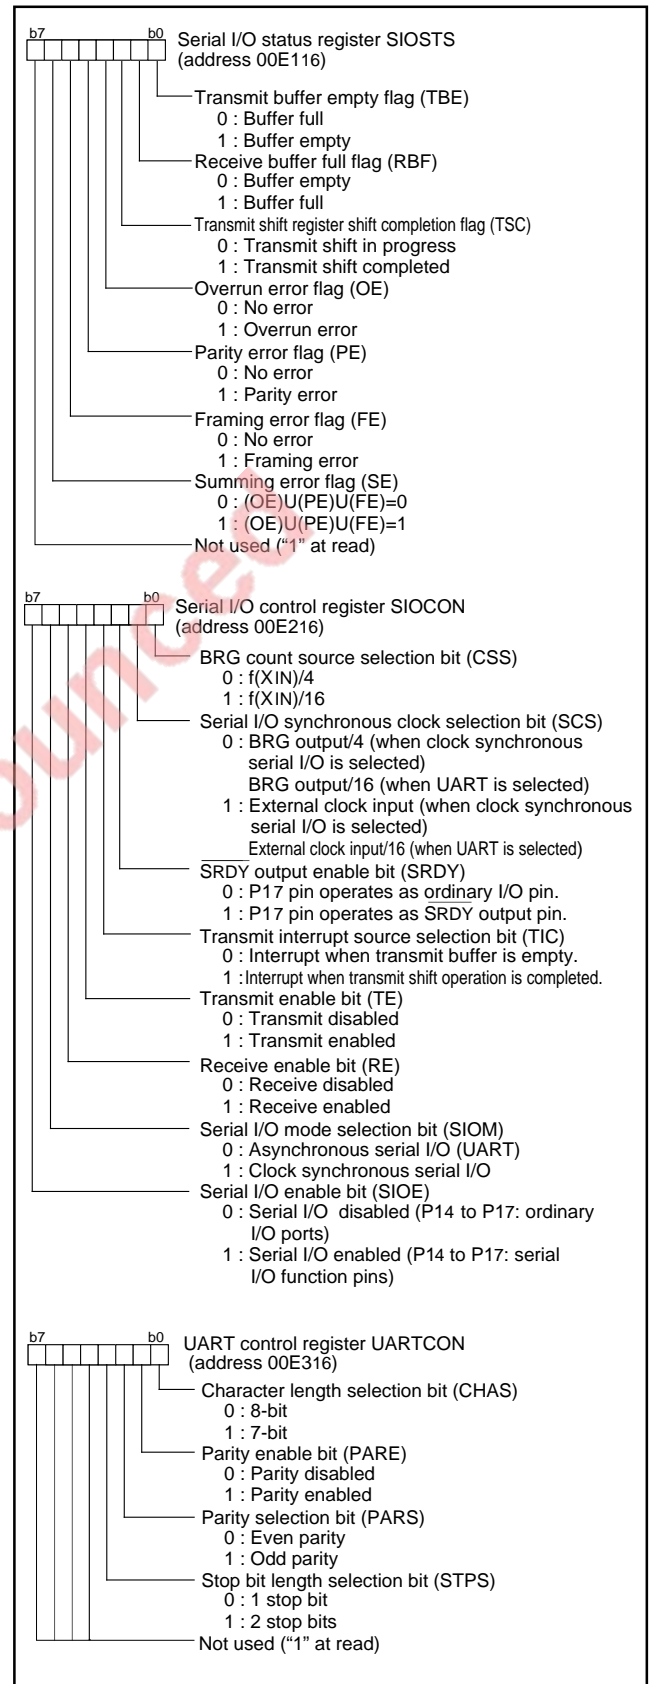 b7 b0 Serial I/O status register SIOSTS
(address 00E116)
Transmit buffer empty flag (TBE)
0 : Buffer full
1 : Buffer empty
Receive buffer full flag (RBF)
0 : Buffer empty
1 : Buffer full
Transmit shift register shift completion flag (TSC)
0 : Transmit shift in progress
1 : Transmit shift completed
Overrun error flag (OE)
0 : No error
1 : Overrun error
Parity error flag (PE)
0 : No error
1 : Parity error
Framing error flag (FE)
0 : No error
1 : Framing error
Summing error flag (SE)
0 : (OE)U(PE)U(FE)=0
1 : (OE)U(PE)U(FE)=1
Not used (“1” at read)
b7 b0 Serial I/O control register SIOCON
(address 00E216)
BRG count source selection bit (CSS)
0 : f(XIN)/4
1 : f(XIN)/16
Serial I/O synchronous clock selection bit (SCS)
0 : BRG output/4 (when clock synchronous
serial I/O is selected)
BRG output/16 (when UART is selected)
1 : External clock input (when clock synchronous
serial I/O is selected)
External clock input/16 (when UART is selected)
SRDY output enable bit (SRDY)
0 : P17 pin operates as ordinary I/O pin.
1 : P17 pin operates as SRDY output pin.
Transmit interrupt source selection bit (TIC)
0 : Interrupt when transmit buffer is empty.
1 : Interrupt when transmit shift operation is completed.
Transmit enable bit (TE)
0 : Transmit disabled
1 : Transmit enabled
Receive enable bit (RE)
0 : Receive disabled
1 : Receive enabled
Serial I/O mode selection bit (SIOM)
0 : Asynchronous serial I/O (UART)
1 : Clock synchronous serial I/O
Serial I/O enable bit (SIOE)
0 : Serial I/O disabled (P14 to P17: ordinary
I/O ports)
1 : Serial I/O enabled (P14 to P17: serial
I/O function pins)
b7 b0 UART control register UARTCON
(address 00E316)
Character length selection bit (CHAS)
0 : 8-bit
1 : 7-bit
Parity enable bit (PARE)
0 : Parity disabled
1 : Parity enabled
Parity selection bit (PARS)
0 : Even parity
1 : Odd parity
Stop bit length selection bit (STPS)
0 : 1 stop bit
1 : 2 stop bits
Not used (“1” at read)
ounced